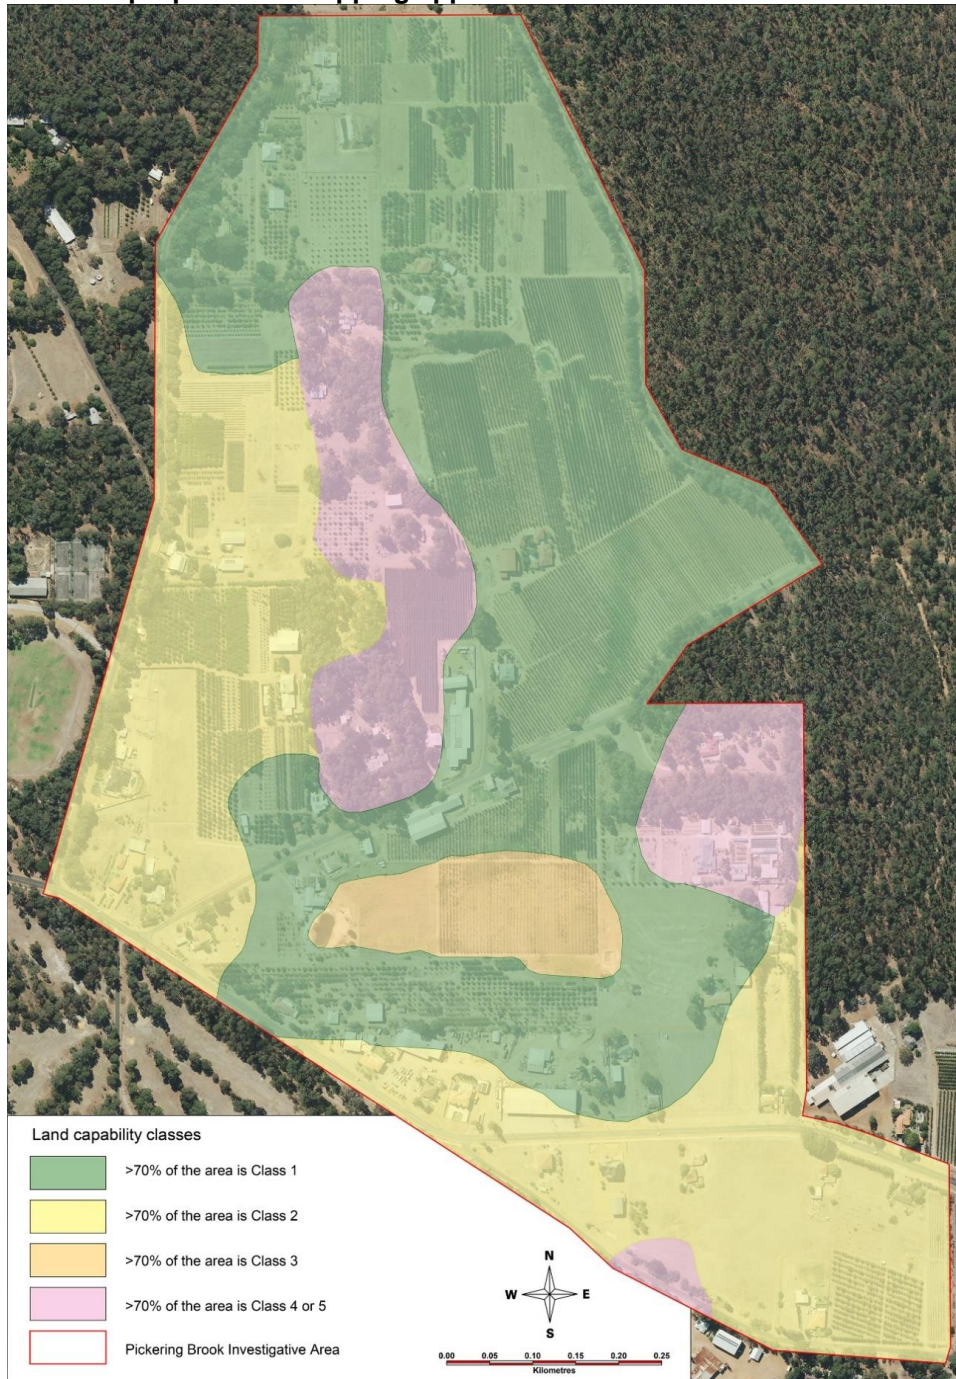 Land capability classes
>70% of the area is Class 1
>70% of the area is Class 2
>70% of the area is Class 3
>70% of the area is Class 4 or 5
Pickering Brook Investigative Area
N
W E
S
0.00 0.05 0.10 0.15 0.20 0.25
Kilometres